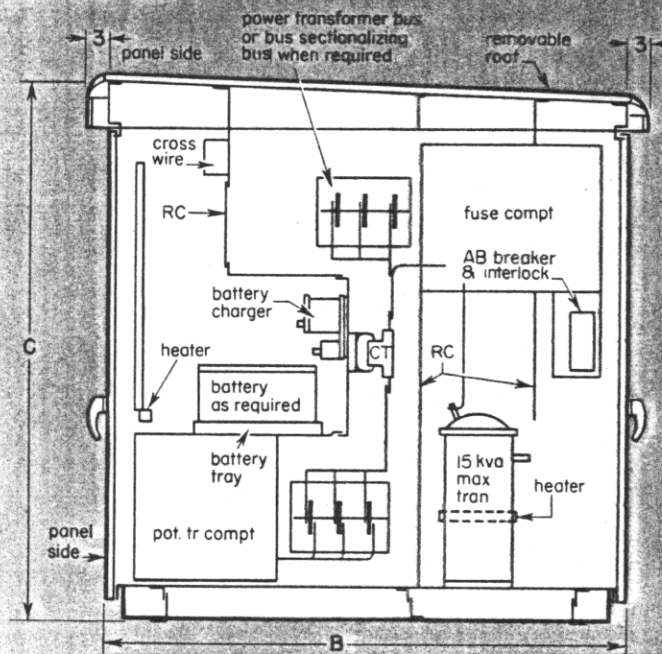 power transformer bus
or bus sectionalizing
bus when required
3
panel side
removable
roof
3
cross
wire
RC
fuse compt
AB breaker
& interlock
battery
charger
C
CT
RC
heater
battery
as required
battery
tray
15 kva
max
tran
heater
pot. tr compt
panel
side
B